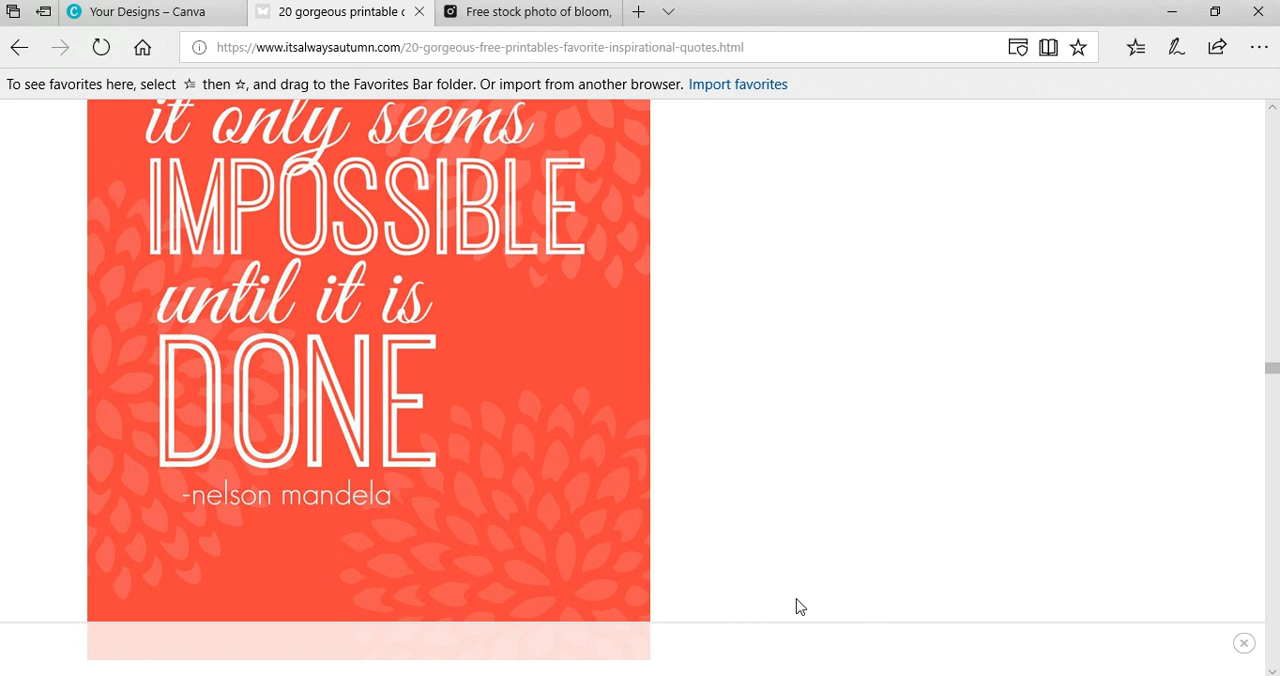 Your Designs – Canva
20 gorgeous printable c
Free stock photo of bloom,
https://www.itsalwaysautumn.com/20-gorgeous-free-printables-favorite-inspirational-quotes.html
To see favorites here, select ☆ then ☆, and drag to the Favorites Bar folder. Or import from another browser. Import favorites
it only seems
IMPOSSIBLE
until it is
DONE
-nelson mandela